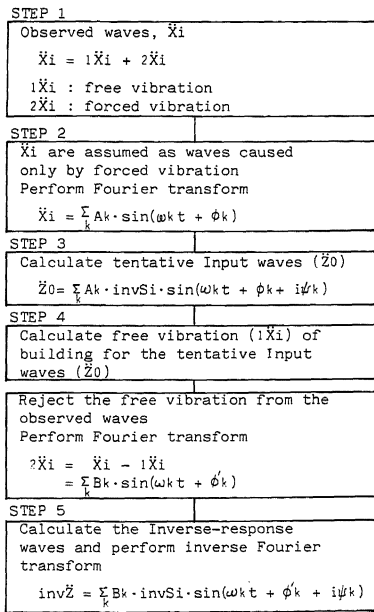 STEP 1
Observed waves, Ẍi
Ẍi = 1Ẍi + 2Ẍi
1Ẍi : free vibration
2Ẍi : forced vibration
STEP 2
Ẍi are assumed as waves caused
only by forced vibration
Perform Fourier transform
Ẍi = Σk Ak·sin(ωkt + ϕk)
STEP 3
Calculate tentative Input waves (Z̈0)
Z̈0= Σk Ak·invSi·sin(ωkt + ϕk+ iψk)
STEP 4
Calculate free vibration (1Ẍi) of
building for the tentative Input
waves (Z̈0)
Reject the free vibration from the
observed waves
Perform Fourier transform
2Ẍi = Ẍi - 1Ẍi
= Σk Bk·sin(ωkt + ϕ'k)
STEP 5
Calculate the Inverse-response
waves and perform inverse Fourier
transform
invZ̈ = Σk Bk·invSi·sin(ωkt + ϕ'k + iψk)